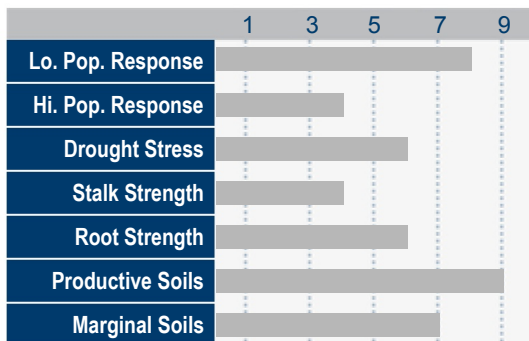 1 3 5 7 9
Lo. Pop. Response
Hi. Pop. Response
Drought Stress
Stalk Strength
Root Strength
Productive Soils
Marginal Soils